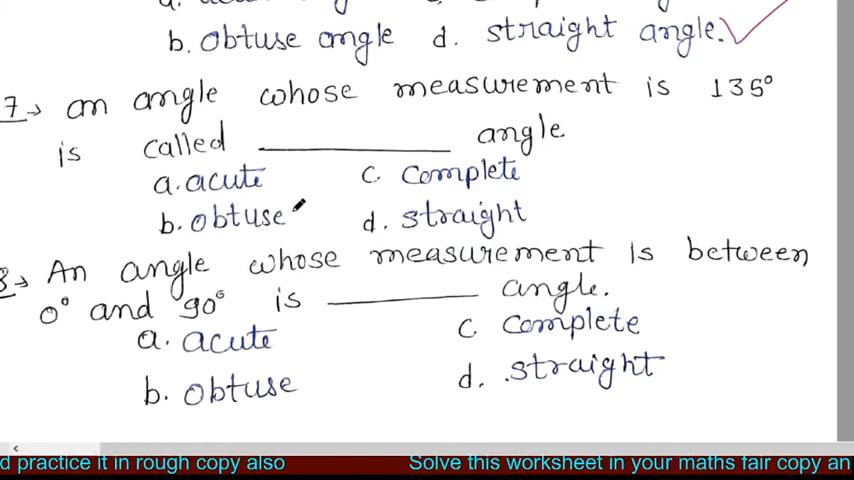 b. obtuse angle d. straight angle.
7→ an angle whose measurement is 135°
is called ________ angle
a. acute c. complete
b. obtuse d. straight
8→ An angle whose measurement is between
0° and 90° is ________ angle.
a. acute c complete
b. obtuse d. straight
d practice it in rough copy also Solve this worksheet in your maths fair copy an